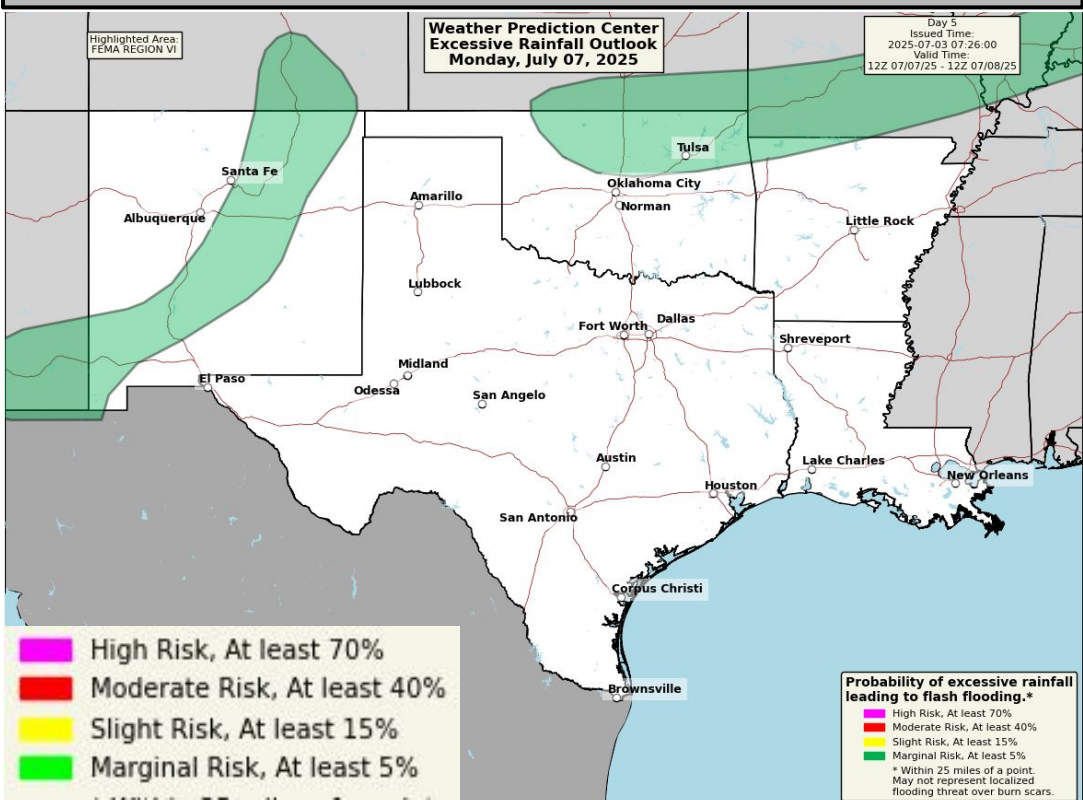 Highlighted Area:
FEMA REGION VI
Weather Prediction Center
Excessive Rainfall Outlook
Monday, July 07, 2025
Day 5
Issued Time:
2025-07-03 07:26:00
Valid Time:
12Z 07/07/25 - 12Z 07/08/25
Tulsa
Santa Fe
Oklahoma City
Amarillo
Norman
Albuquerque
Little Rock
Lubbock
Dallas
Fort Worth
Shreveport
Midland
El Paso
Odessa
San Angelo
Austin
Lake Charles
New Orleans
Houston
San Antonio
Corpus Christi
Brownsville
High Risk, At least 70%
Moderate Risk, At least 40%
Slight Risk, At least 15%
Marginal Risk, At least 5%
Probability of excessive rainfall
leading to flash flooding.*
High Risk, At least 70%
Moderate Risk, At least 40%
Slight Risk, At least 15%
Marginal Risk, At least 5%
* Within 25 miles of a point.
May not represent localized
flooding threat over burn scars.